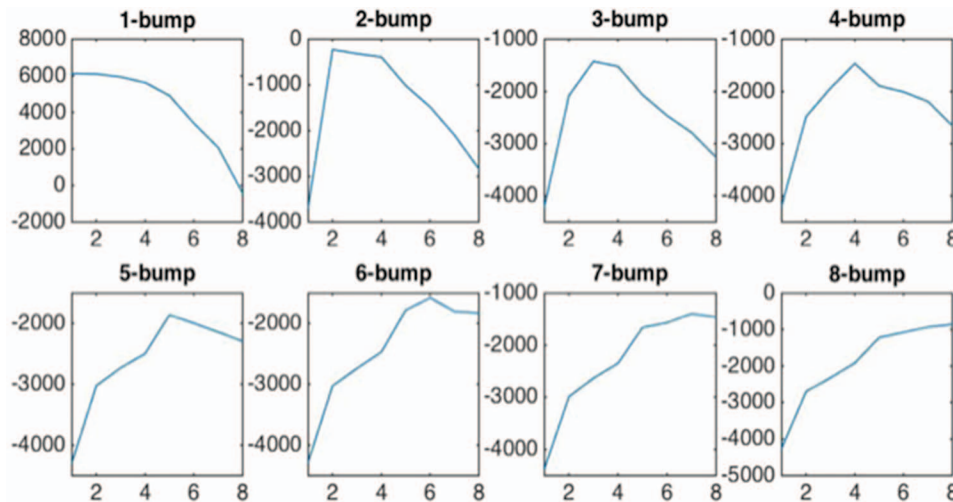 1-bump 2-bump 3-bump 4-bump
8000 0 -1000 -1000
6000
4000 -1000 -2000 -2000
2000 -2000 -3000 -3000
0 -3000 -4000 -4000
-2000 -4000
2 4 6 8 2 4 6 8 2 4 6 8 2 4 6 8
5-bump 6-bump 7-bump 8-bump
-2000 -2000 -1000 0
-1000
-3000 -3000 -2000 -2000
-3000 -3000
-4000 -4000 -4000 -4000
-5000
2 4 6 8 2 4 6 8 2 4 6 8 2 4 6 8